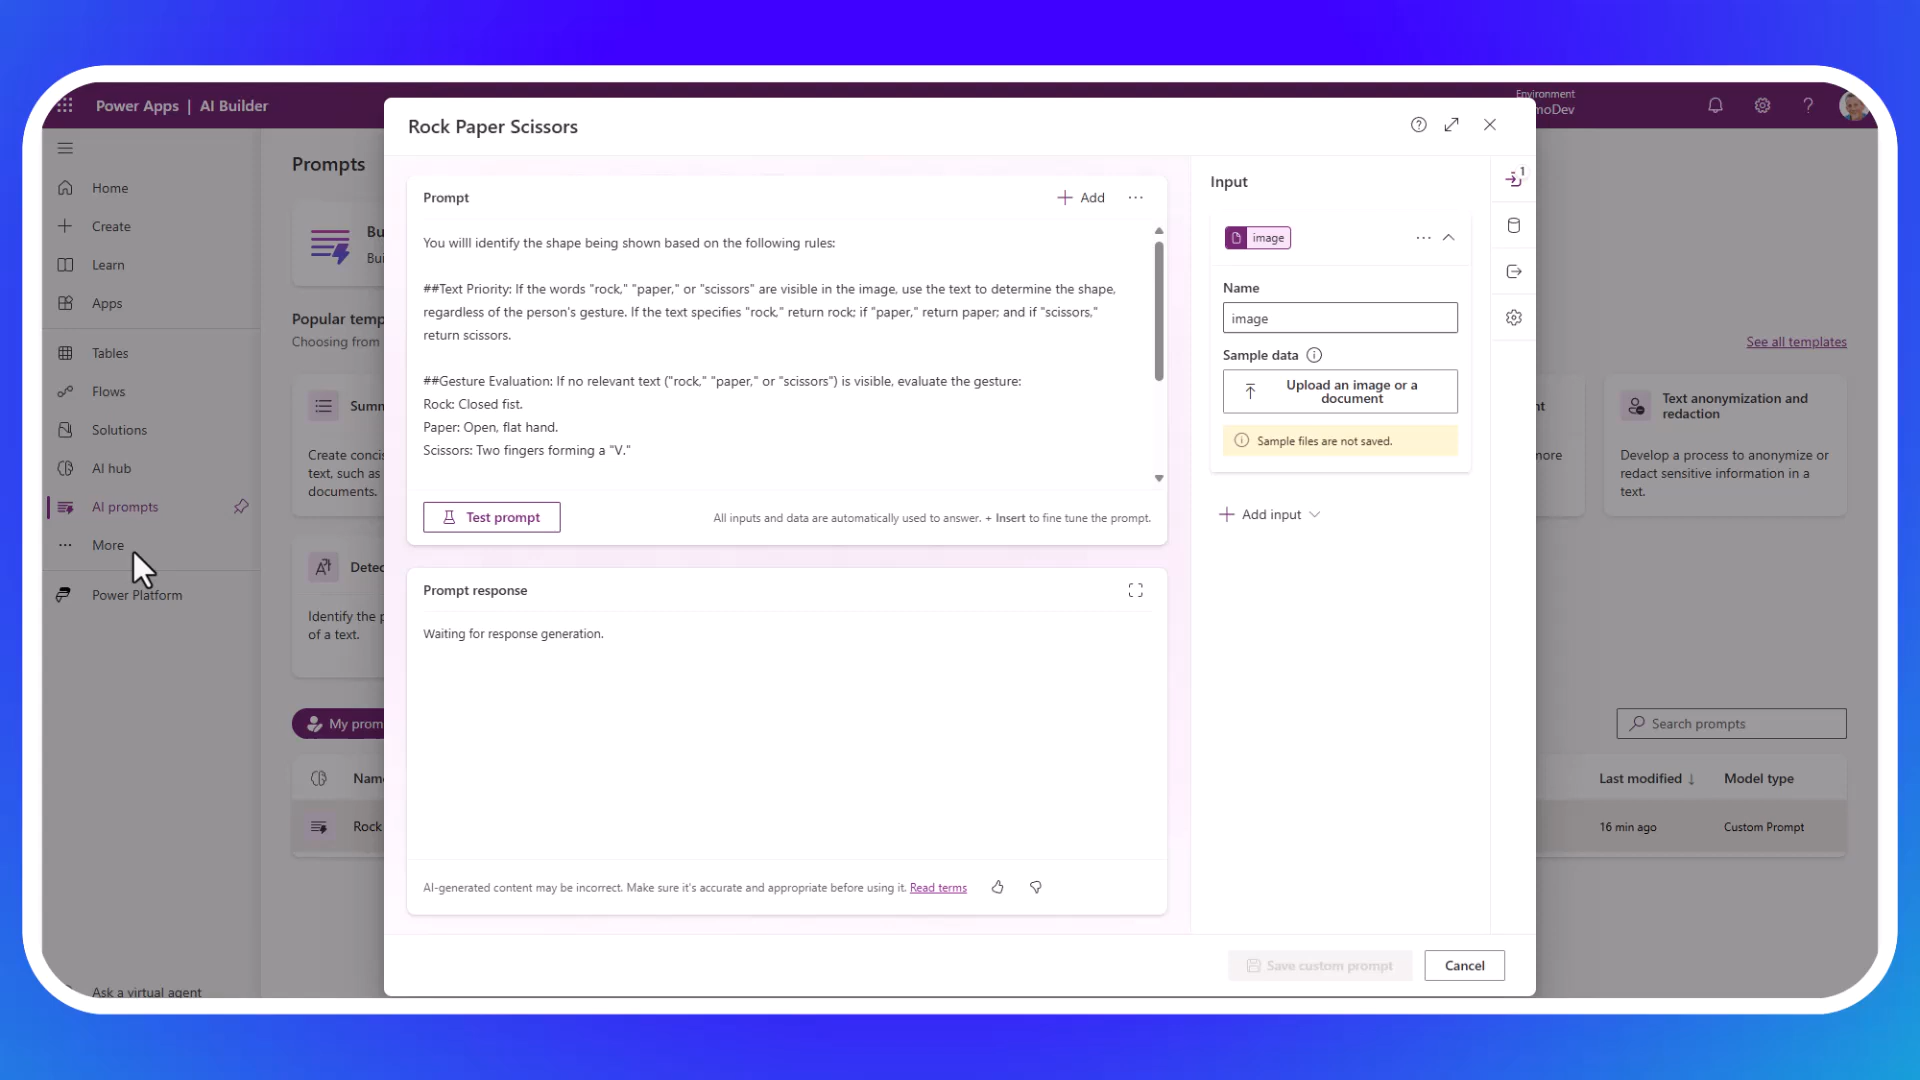 Power Apps | AI Builder
Environment
moDev
Home
Create
Learn
Apps
Tables
Flows
Solutions
AI hub
AI prompts
More
Power Platform
Ask a virtual agent
Prompts
Bu
Bui
Popular temp
Choosing from
See all templates
Summ
Create conci
text, such as
documents.
nt
more
Text anonymization and
redaction
Develop a process to anonymize or
redact sensitive information in a
text.
Detec
Identify the p
of a text.
My prom
Search prompts
Name
Last modified ↓
Model type
Rock
16 min ago
Custom Prompt
Rock Paper Scissors
Prompt
Add
You willl identify the shape being shown based on the following rules:
##Text Priority: If the words "rock," "paper," or "scissors" are visible in the image, use the text to determine the shape,
regardless of the person's gesture. If the text specifies "rock," return rock; if "paper," return paper; and if "scissors,"
return scissors.
##Gesture Evaluation: If no relevant text ("rock," "paper," or "scissors") is visible, evaluate the gesture:
Rock: Closed fist.
Paper: Open, flat hand.
Scissors: Two fingers forming a "V."
Test prompt
All inputs and data are automatically used to answer. + Insert to fine tune the prompt.
Prompt response
Waiting for response generation.
AI-generated content may be incorrect. Make sure it's accurate and appropriate before using it. Read terms
Input
1
image
Name
image
Sample data
Upload an image or a
document
Sample files are not saved.
Add input
Save custom prompt
Cancel